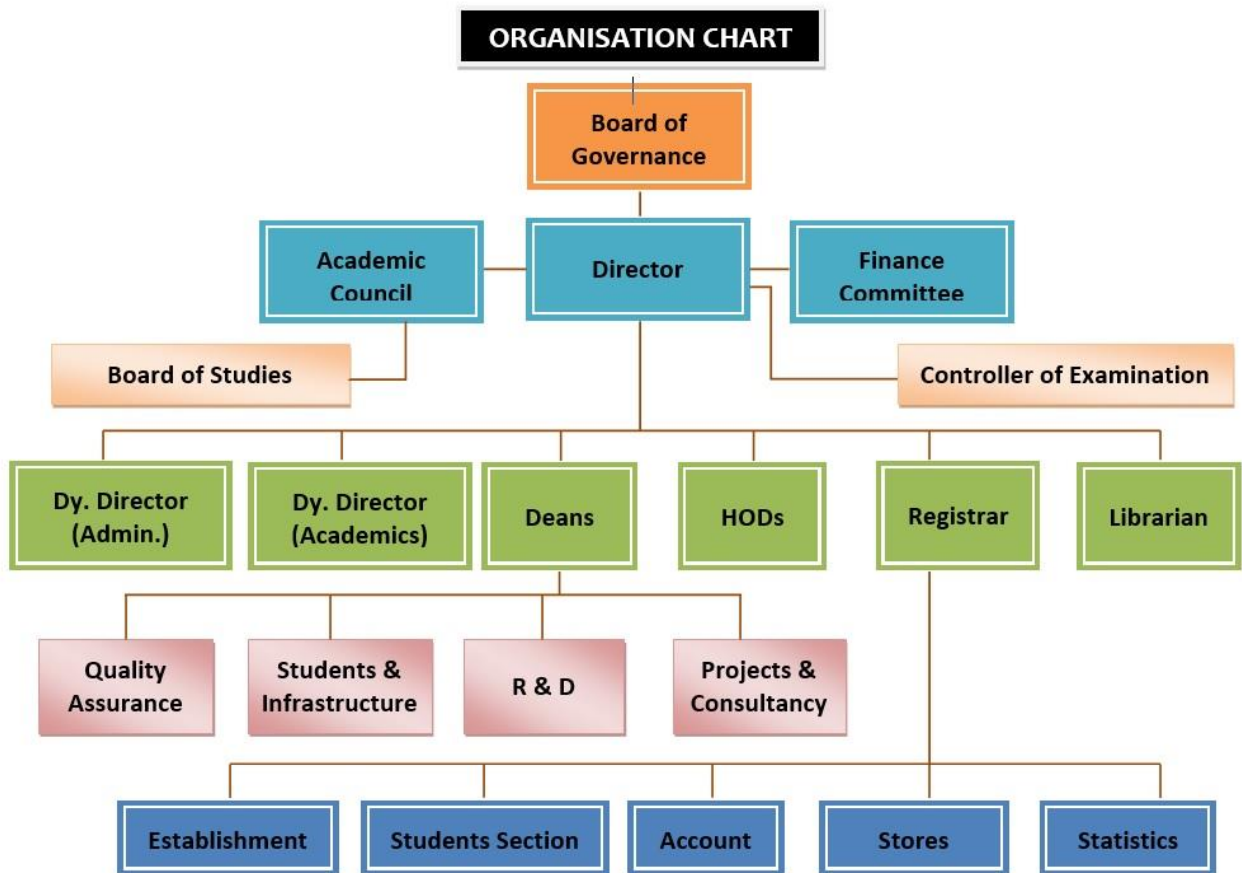 ORGANISATION CHART
Board of
Governance
Academic
Council
Director
Finance
Committee
Board of Studies
Controller of Examination
Dy. Director
(Admin.)
Dy. Director
(Academics)
Deans
HODs
Registrar
Librarian
Quality
Assurance
Students &
Infrastructure
R & D
Projects &
Consultancy
Establishment
Students Section
Account
Stores
Statistics